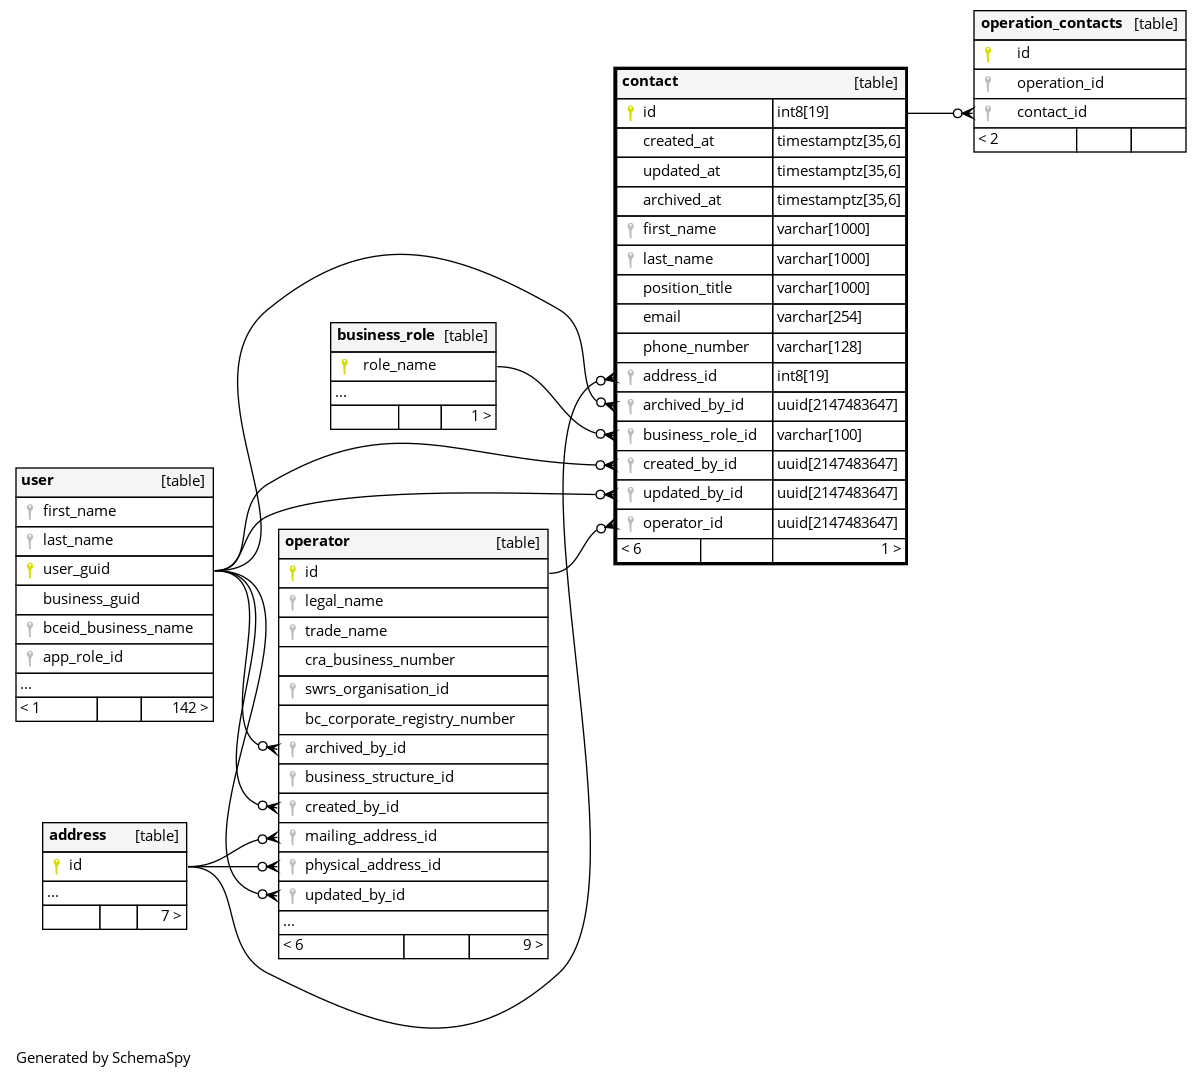 operation_contacts [table]
id
operation_id
contact_id
< 2
contact [table]
id int8[19]
created_at timestamptz[35,6]
updated_at timestamptz[35,6]
archived_at timestamptz[35,6]
first_name varchar[1000]
last_name varchar[1000]
position_title varchar[1000]
email varchar[254]
phone_number varchar[128]
address_id int8[19]
archived_by_id uuid[2147483647]
business_role_id varchar[100]
created_by_id uuid[2147483647]
updated_by_id uuid[2147483647]
operator_id uuid[2147483647]
< 6 1 >
business_role [table]
role_name
...
1 >
user [table]
first_name
last_name
user_guid
business_guid
bceid_business_name
app_role_id
...
< 1 142 >
operator [table]
id
legal_name
trade_name
cra_business_number
swrs_organisation_id
bc_corporate_registry_number
archived_by_id
business_structure_id
created_by_id
mailing_address_id
physical_address_id
updated_by_id
...
< 6 9 >
address [table]
id
...
7 >
Generated by SchemaSpy